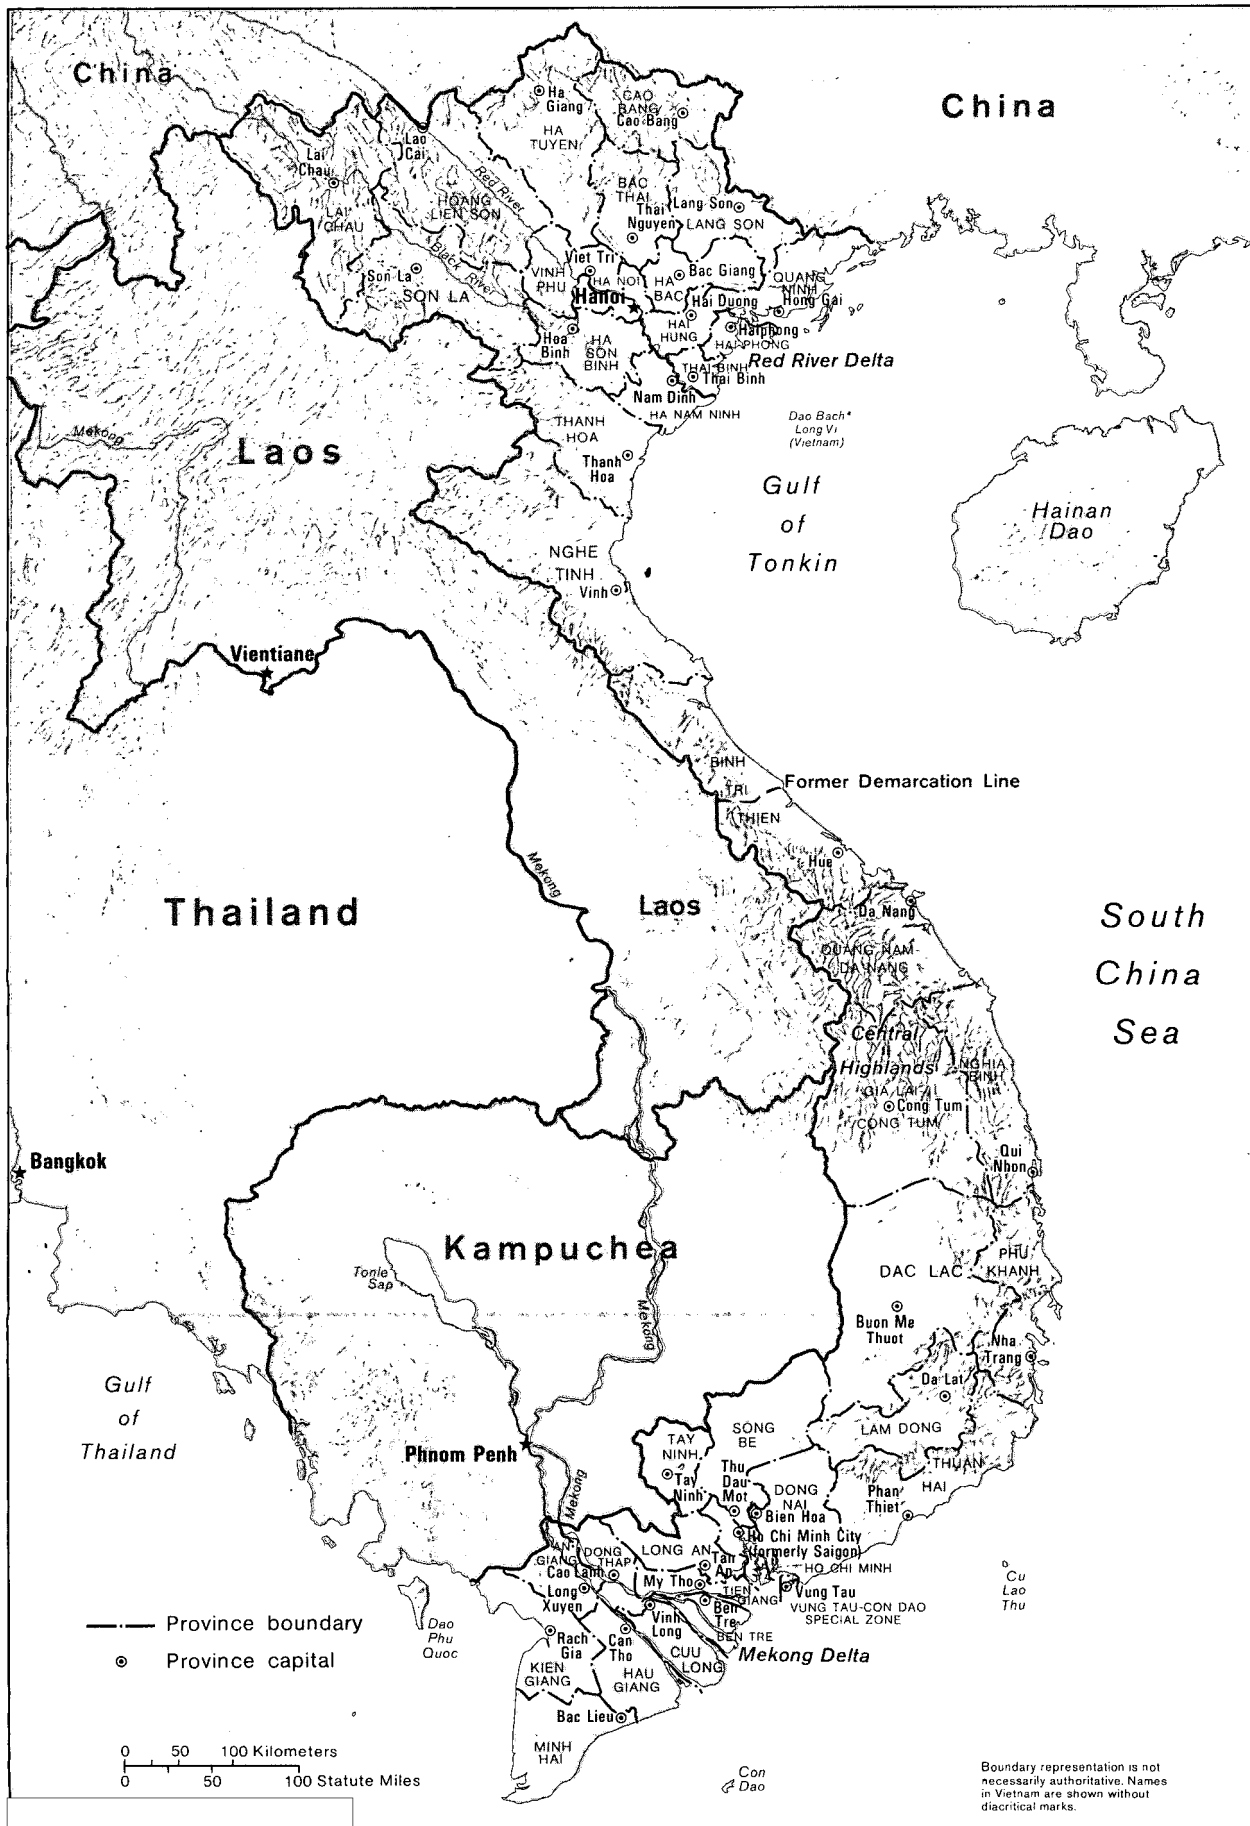 China
China
Ha
Giang
CAO
BANG
Cao Bang
HA
TUYEN
Lao
Cai
Lai
Chau
Red River
BAC
THAI
Thai
Nguyen
Lang Son
LANG SON
HOANG
LIEN SON
LAI
CHAU
Black River
Viet Tri
VINH
PHU
HA NOI
HA
BAC
Bac Giang
QUANG
NINH
Hong Gai
Son La
SON LA
Hanoi
Hai Duong
HAI
HUNG
Haiphong
HAI PHONG
Hoa
Binh
HA
SON
BINH
THAI BINH
Thai Binh
Red River Delta
Nam Dinh
HA NAM NINH
Dao Bach
Long Vi
(Vietnam)
THANH
HOA
Thanh
Hoa
Mekong
Laos
Gulf
of
Tonkin
Hainan
Dao
NGHE
TINH
Vinh
Vientiane
BINH
TRI
THIEN
Former Demarcation Line
Hue
Mekong
Thailand
Laos
Da Nang
QUANG NAM-
DA NANG
South
China
Sea
Central
Highlands
NGHIA
BINH
GIA LAI-
Cong Tum
CONG TUM
Bangkok
Qui
Nhon
Kampuchea
Tonle
Sap
Mekong
DAC LAC
PHU
KHANH
Buon Me
Thuot
Nha
Trang
Da Lat
Gulf
of
Thailand
Phnom Penh
Mekong
SONG
BE
LAM DONG
TAY
NINH
Tay
Ninh
Thu
Dau
Mot
DONG
NAI
Bien Hoa
THUAN
HAI
Phan
Thiet
Ho Chi Minh City
(formerly Saigon)
HO CHI MINH
AN
GIANG
DONG
THAP
LONG AN
Tan
An
Cao Lanh
Long
Xuyen
My Tho
TIEN
GIANG
Vung Tau
VUNG TAU-CON DAO
SPECIAL ZONE
Cu
Lao
Thu
Ben
Tre
BEN TRE
Vinh
Long
Mekong Delta
Dao
Phu
Quoc
Rach
Gia
Can
Tho
CUU
LONG
KIEN
GIANG
HAU
GIANG
Bac Lieu
MINH
HAI
Con
Dao
Province boundary
Province capital
0 50 100 Kilometers
0 50 100 Statute Miles
Boundary representation is not
necessarily authoritative. Names
in Vietnam are shown without
diacritical marks.